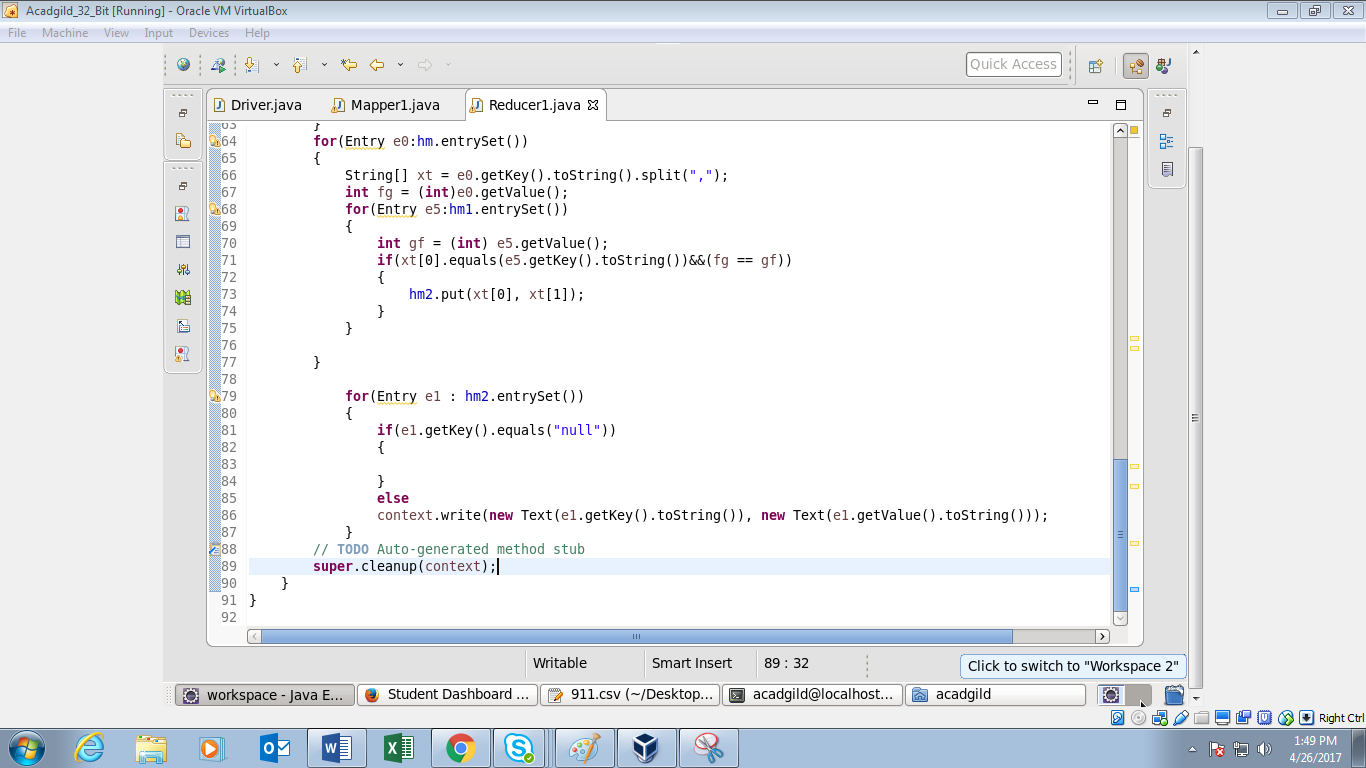 Acadgild_32_Bit [Running] - Oracle VM VirtualBox
File Machine View Input Devices Help
Quick Access
Driver.java Mapper1.java Reducer1.java
63 }
64 for(Entry e0:hm.entrySet())
65 {
66 String[] xt = e0.getKey().toString().split(",");
67 int fg = (int)e0.getValue();
68 for(Entry e5:hm1.entrySet())
69 {
70 int gf = (int) e5.getValue();
71 if(xt[0].equals(e5.getKey().toString())&&(fg == gf))
72 {
73 hm2.put(xt[0], xt[1]);
74 }
75 }
76
77 }
78
79 for(Entry e1 : hm2.entrySet())
80 {
81 if(e1.getKey().equals("null"))
82 {
83
84 }
85 else
86 context.write(new Text(e1.getKey().toString()), new Text(e1.getValue().toString()));
87 }
88 // TODO Auto-generated method stub
89 super.cleanup(context);
90 }
91 }
92
Writable Smart Insert 89 : 32
Click to switch to "Workspace 2"
workspace - Java E... Student Dashboard ... 911.csv (~/Desktop... acadgild@localhost... acadgild
Right Ctrl
1:49 PM
4/26/2017